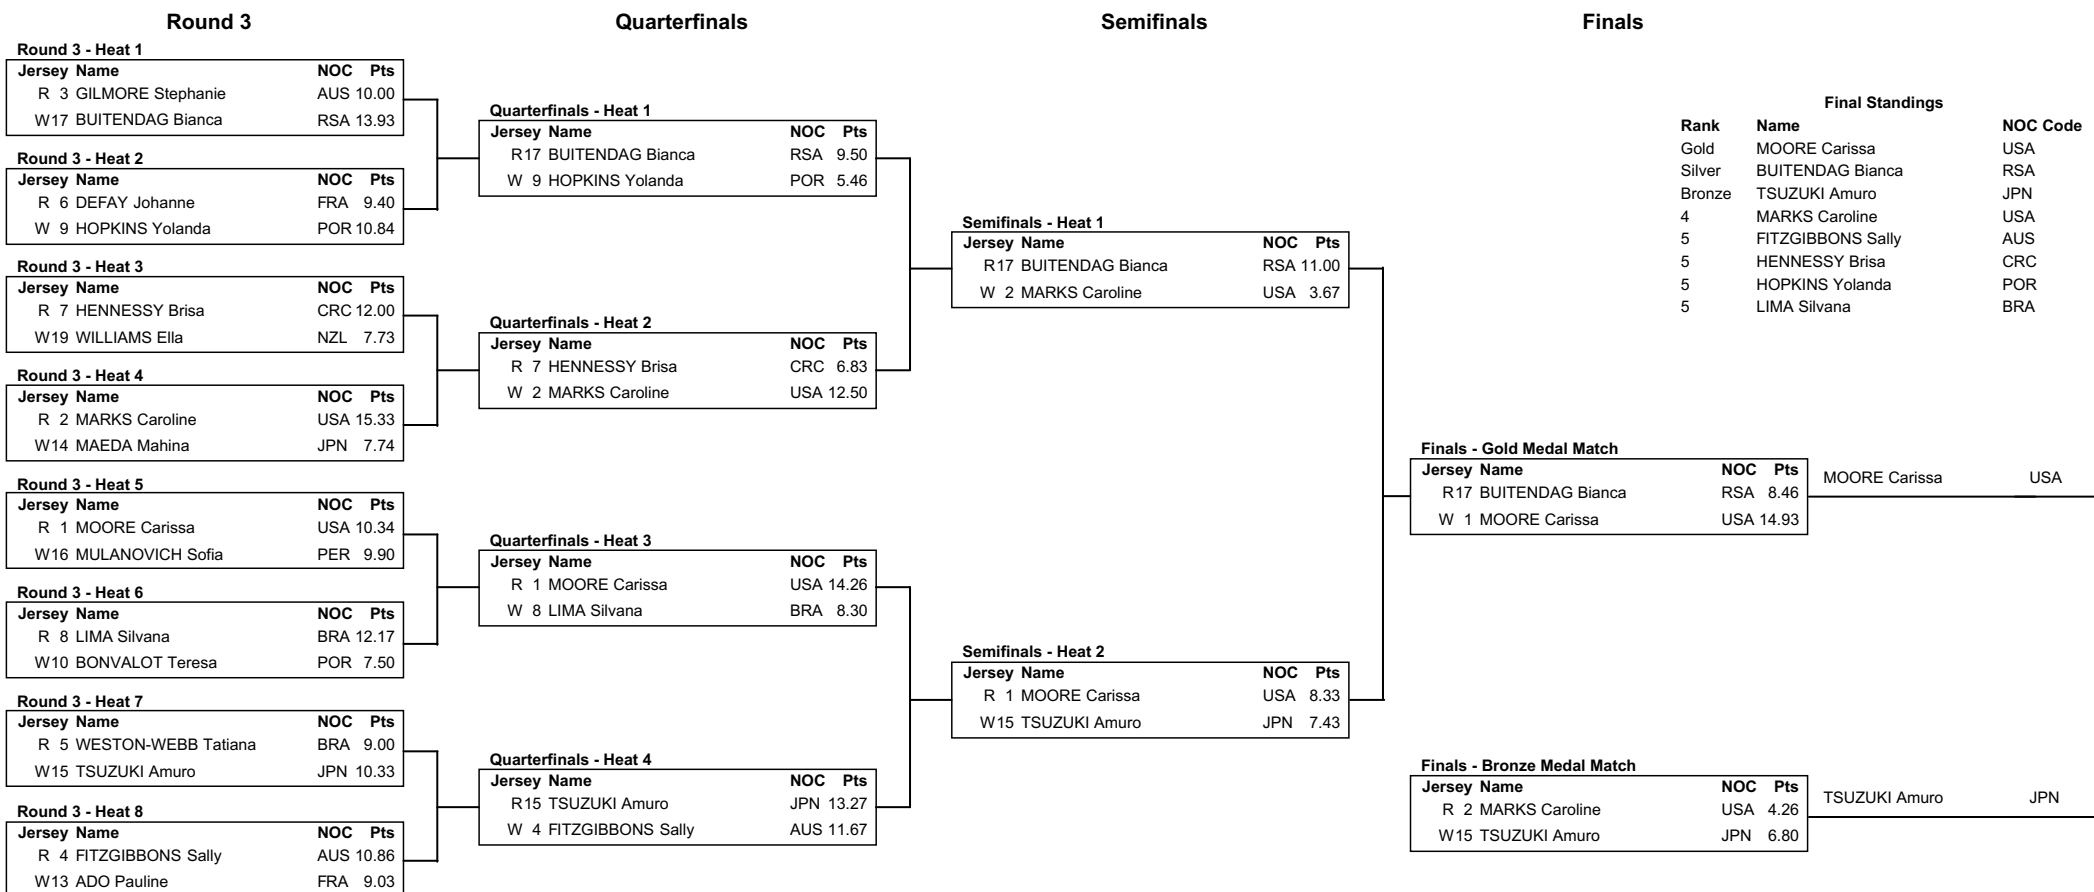 Round 3
Quarterfinals
Semifinals
Finals
Round 3 - Heat 1
Jersey Name NOC Pts
R 3 GILMORE Stephanie AUS 10.00
W17 BUITENDAG Bianca RSA 13.93
Round 3 - Heat 2
Jersey Name NOC Pts
R 6 DEFAY Johanne FRA 9.40
W 9 HOPKINS Yolanda POR 10.84
Round 3 - Heat 3
Jersey Name NOC Pts
R 7 HENNESSY Brisa CRC 12.00
W19 WILLIAMS Ella NZL 7.73
Round 3 - Heat 4
Jersey Name NOC Pts
R 2 MARKS Caroline USA 15.33
W14 MAEDA Mahina JPN 7.74
Round 3 - Heat 5
Jersey Name NOC Pts
R 1 MOORE Carissa USA 10.34
W16 MULANOVICH Sofia PER 9.90
Round 3 - Heat 6
Jersey Name NOC Pts
R 8 LIMA Silvana BRA 12.17
W10 BONVALOT Teresa POR 7.50
Round 3 - Heat 7
Jersey Name NOC Pts
R 5 WESTON-WEBB Tatiana BRA 9.00
W15 TSUZUKI Amuro JPN 10.33
Round 3 - Heat 8
Jersey Name NOC Pts
R 4 FITZGIBBONS Sally AUS 10.86
W13 ADO Pauline FRA 9.03
Quarterfinals - Heat 1
Jersey Name NOC Pts
R17 BUITENDAG Bianca RSA 9.50
W 9 HOPKINS Yolanda POR 5.46
Quarterfinals - Heat 2
Jersey Name NOC Pts
R 7 HENNESSY Brisa CRC 6.83
W 2 MARKS Caroline USA 12.50
Quarterfinals - Heat 3
Jersey Name NOC Pts
R 1 MOORE Carissa USA 14.26
W 8 LIMA Silvana BRA 8.30
Quarterfinals - Heat 4
Jersey Name NOC Pts
R15 TSUZUKI Amuro JPN 13.27
W 4 FITZGIBBONS Sally AUS 11.67
Semifinals - Heat 1
Jersey Name NOC Pts
R17 BUITENDAG Bianca RSA 11.00
W 2 MARKS Caroline USA 3.67
Semifinals - Heat 2
Jersey Name NOC Pts
R 1 MOORE Carissa USA 8.33
W15 TSUZUKI Amuro JPN 7.43
Final Standings
Rank Name NOC Code
Gold MOORE Carissa USA
Silver BUITENDAG Bianca RSA
Bronze TSUZUKI Amuro JPN
4 MARKS Caroline USA
5 FITZGIBBONS Sally AUS
5 HENNESSY Brisa CRC
5 HOPKINS Yolanda POR
5 LIMA Silvana BRA
Finals - Gold Medal Match
Jersey Name NOC Pts
R17 BUITENDAG Bianca RSA 8.46
W 1 MOORE Carissa USA 14.93
MOORE Carissa USA
Finals - Bronze Medal Match
Jersey Name NOC Pts
R 2 MARKS Caroline USA 4.26
W15 TSUZUKI Amuro JPN 6.80
TSUZUKI Amuro JPN